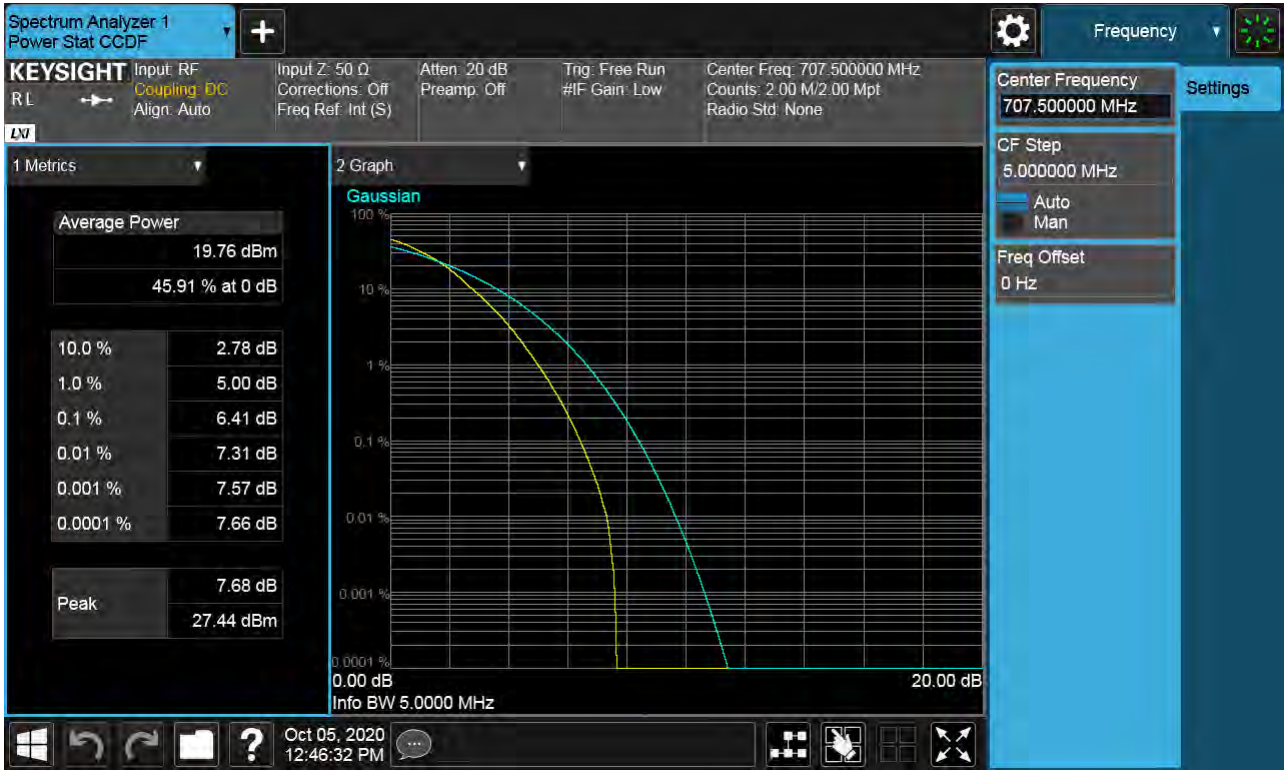 Spectrum Analyzer 1
Power Stat CCDF
Frequency
KEYSIGHT
R L
LXI
Input: RF
Coupling: DC
Align: Auto
Input Z: 50 Ω
Corrections: Off
Freq Ref: Int (S)
Atten: 20 dB
Preamp: Off
Trig: Free Run
#IF Gain: Low
Center Freq: 707.500000 MHz
Counts: 2.00 M/2.00 Mpt
Radio Std: None
Center Frequency
707.500000 MHz
Settings
CF Step
5.000000 MHz
Auto
Man
Freq Offset
0 Hz
1 Metrics
Average Power
19.76 dBm
45.91 % at 0 dB
10.0 % 2.78 dB
1.0 % 5.00 dB
0.1 % 6.41 dB
0.01 % 7.31 dB
0.001 % 7.57 dB
0.0001 % 7.66 dB
Peak
7.68 dB
27.44 dBm
2 Graph
Gaussian
100 %
10 %
1 %
0.1 %
0.01 %
0.001 %
0.0001 %
0.00 dB 20.00 dB
Info BW 5.0000 MHz
?
Oct 05, 2020
12:46:32 PM